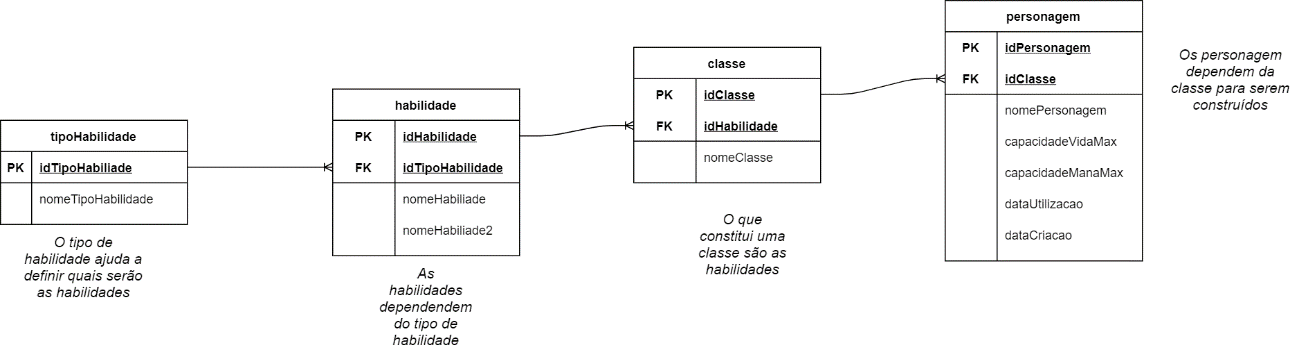 tipoHabilidade
PK idTipoHabiliade
nomeTipoHabilidade
O tipo de
habilidade ajuda a
definir quais serão
as habilidades
habilidade
PK idHabilidade
FK idTipoHabilidade
nomeHabiliade
nomeHabiliade2
As
habilidades
dependendem
do tipo de
habilidade
classe
PK idClasse
FK idHabilidade
nomeClasse
O que
constitui uma
classe são as
habilidades
personagem
PK idPersonagem
FK idClasse
nomePersonagem
capacidadeVidaMax
capacidadeManaMax
dataUtilizacao
dataCriacao
Os personagem
dependem da
classe para serem
construídos